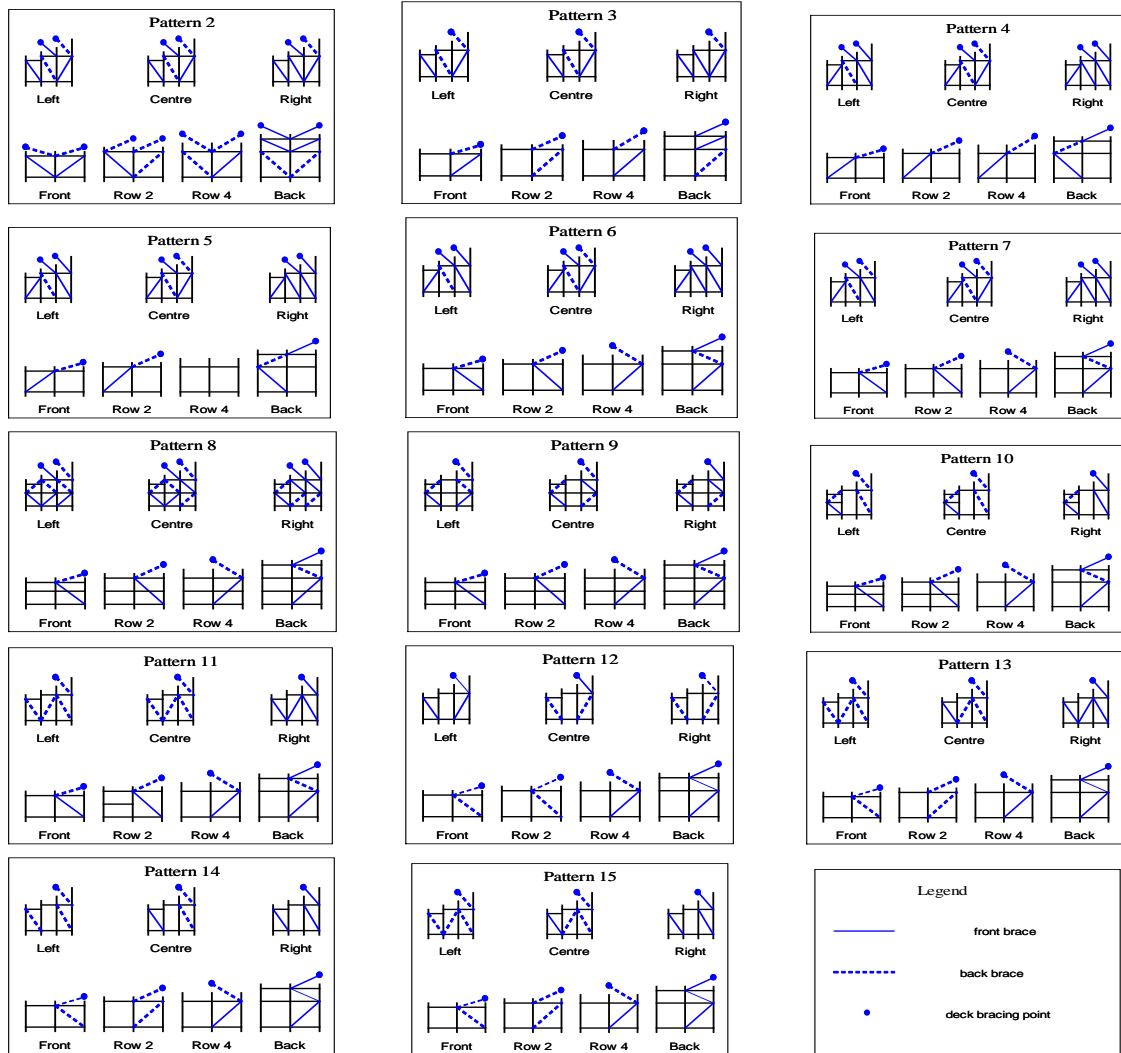 Pattern 2
Left Centre Right
Front Row 2 Row 4 Back
Pattern 3
Left Centre Right
Front Row 2 Row 4 Back
Pattern 4
Left Centre Right
Front Row 2 Row 4 Back
Pattern 5
Left Centre Right
Front Row 2 Row 4 Back
Pattern 6
Left Centre Right
Front Row 2 Row 4 Back
Pattern 7
Left Centre Right
Front Row 2 Row 4 Back
Pattern 8
Left Centre Right
Front Row 2 Row 4 Back
Pattern 9
Left Centre Right
Front Row 2 Row 4 Back
Pattern 10
Left Centre Right
Front Row 2 Row 4 Back
Pattern 11
Left Centre Right
Front Row 2 Row 4 Back
Pattern 12
Left Centre Right
Front Row 2 Row 4 Back
Pattern 13
Left Centre Right
Front Row 2 Row 4 Back
Pattern 14
Left Centre Right
Front Row 2 Row 4 Back
Pattern 15
Left Centre Right
Front Row 2 Row 4 Back
Legend
front brace
back brace
deck bracing point